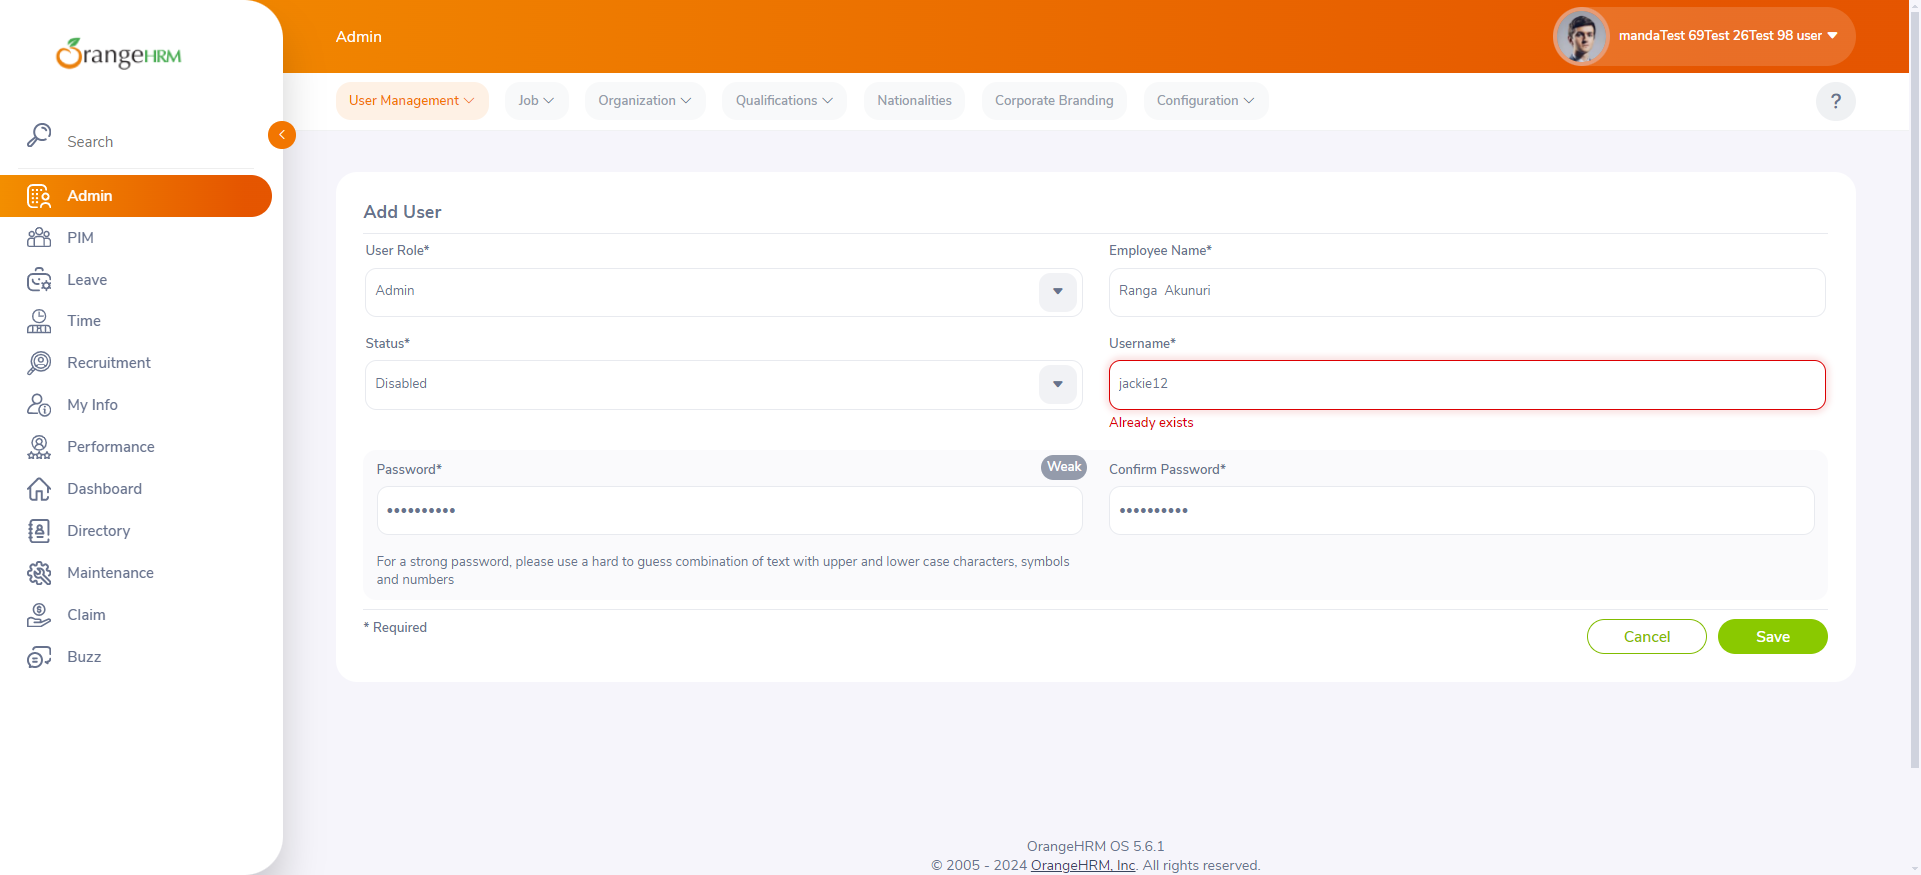 OrangeHRM
Admin
mandaTest 69Test 26Test 98 user
User Management
Job
Organization
Qualifications
Nationalities
Corporate Branding
Configuration
?
Search
Admin
PIM
Leave
Time
Recruitment
My Info
Performance
Dashboard
Directory
Maintenance
Claim
Buzz
Add User
User Role*
Employee Name*
Admin
Ranga  Akunuri
Status*
Username*
Disabled
jackie12
Already exists
Password*
Weak
Confirm Password*
••••••••••
••••••••••
For a strong password, please use a hard to guess combination of text with upper and lower case characters, symbols
and numbers
* Required
Cancel
Save
OrangeHRM OS 5.6.1
© 2005 - 2024 OrangeHRM, Inc. All rights reserved.